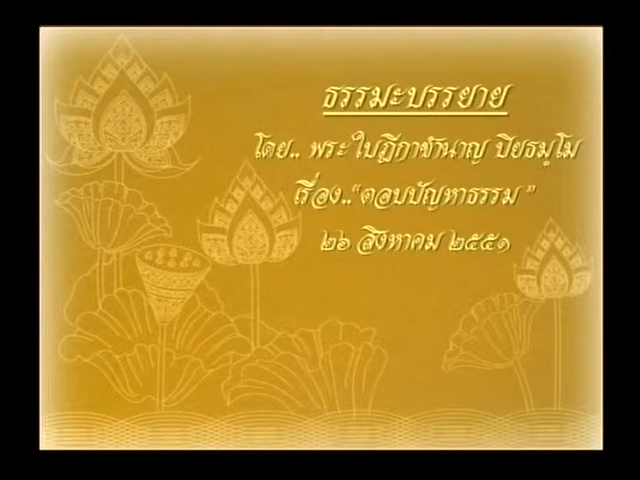 ธรรมะบรรยาย
โดย.. พระ ใบฎีกาชำนาญ ปิยธมฺโม
เรื่อง.."ตอบปัญหาธรรม"
๒๖ สิงหาคม ๒๕๕๑